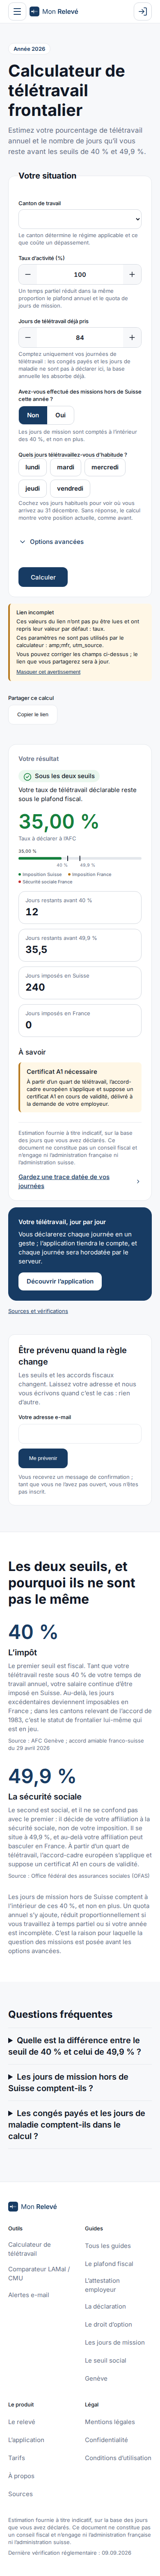 Mon Relevé
Année 2026
Calculateur de
télétravail
frontalier
Estimez votre pourcentage de télétravail
annuel et le nombre de jours qu'il vous
reste avant les seuils de 40 % et 49,9 %.
Votre situation
Canton de travail
Le canton détermine le régime applicable et ce
que coûte un dépassement.
Taux d'activité (%)
− 100 +
Un temps partiel réduit dans la même
proportion le plafond annuel et le quota de
jours de mission.
Jours de télétravail déjà pris
− 84 +
Comptez uniquement vos journées de
télétravail : les congés payés et les jours de
maladie ne sont pas à déclarer ici, la base
annuelle les absorbe déjà.
Avez-vous effectué des missions hors de Suisse
cette année ?
Non Oui
Les jours de mission sont comptés à l'intérieur
des 40 %, et non en plus.
Quels jours télétravaillez-vous d'habitude ?
lundi mardi mercredi
jeudi vendredi
Cochez vos jours habituels pour voir où vous
mènerait ce rythme au 31 décembre. Sans réponse, le calcul
montre votre position actuelle, comme avant.
Options avancées
Calculer
Lien incomplet
Ces valeurs du lien n'ont pas pu être lues et ont
repris leur valeur par défaut : taux.
Ces paramètres ne sont pas utilisés par le
calculateur : amp;mfr, utm_source.
Vous pouvez corriger les champs ci-dessus ; le
lien que vous partagerez sera à jour.
Masquer cet avertissement
Partager ce calcul
Copier le lien
Votre résultat
Sous les deux seuils
Votre taux de télétravail déclarable reste
sous le plafond fiscal.
35,00 %
Taux à déclarer à l'AFC
35,00 %
40 % 49,9 %
Imposition Suisse Imposition France
Sécurité sociale France
Jours restants avant 40 %
12
Jours restants avant 49,9 %
35,5
Jours imposés en Suisse
240
Jours imposés en France
0
À savoir
Certificat A1 nécessaire
À partir d'un quart de télétravail, l'accord-
cadre européen s'applique et suppose un
certificat A1 en cours de validité, délivré à
la demande de votre employeur.
Estimation fournie à titre indicatif, sur la base
des jours que vous avez déclarés. Ce
document ne constitue pas un conseil fiscal et
n'engage ni l'administration française ni
l'administration suisse.
Gardez une trace datée de vos
journées
Votre télétravail, jour par jour
Vous déclarez chaque journée en un
geste ; l'application tiendra le compte, et
chaque journée sera horodatée par le
serveur.
Découvrir l'application
Sources et vérifications
Être prévenu quand la règle
change
Les seuils et les accords fiscaux
changent. Laissez votre adresse et nous
vous écrivons quand c'est le cas : rien
d'autre.
Votre adresse e-mail
Me prévenir
Vous recevrez un message de confirmation ;
tant que vous ne l'avez pas ouvert, vous n'êtes
pas inscrit.
Les deux seuils, et
pourquoi ils ne sont
pas le même
40 %
L'impôt
Le premier seuil est fiscal. Tant que votre
télétravail reste sous 40 % de votre temps de
travail annuel, votre salaire continue d'être
imposé en Suisse. Au-delà, les jours
excédentaires deviennent imposables en
France ; dans les cantons relevant de l'accord de
1983, c'est le statut de frontalier lui-même qui
est en jeu.
Source : AFC Genève ; accord amiable franco-suisse
du 29 avril 2026
49,9 %
La sécurité sociale
Le second est social, et il ne se confond pas
avec le premier : il décide de votre affiliation à la
sécurité sociale, non de votre imposition. Il se
situe à 49,9 %, et au-delà votre affiliation peut
basculer en France. À partir d'un quart de
télétravail, l'accord-cadre européen s'applique et
suppose un certificat A1 en cours de validité.
Source : Office fédéral des assurances sociales (OFAS)
Les jours de mission hors de Suisse comptent à
l'intérieur de ces 40 %, et non en plus. Un quota
annuel s'y ajoute, réduit proportionnellement si
vous travaillez à temps partiel ou si votre année
est incomplète. C'est la raison pour laquelle la
question des missions est posée avant les
options avancées.
Questions fréquentes
Quelle est la différence entre le
seuil de 40 % et celui de 49,9 % ?
Les jours de mission hors de
Suisse comptent-ils ?
Les congés payés et les jours de
maladie comptent-ils dans le
calcul ?
Mon Relevé
Outils
Calculateur de
télétravail
Comparateur LAMal /
CMU
Alertes e-mail
Guides
Tous les guides
Le plafond fiscal
L'attestation
employeur
La déclaration
Le droit d'option
Les jours de mission
Le seuil social
Genève
Le produit
Le relevé
L'application
Tarifs
À propos
Sources
Légal
Mentions légales
Confidentialité
Conditions d'utilisation
Estimation fournie à titre indicatif, sur la base des jours
que vous avez déclarés. Ce document ne constitue pas
un conseil fiscal et n'engage ni l'administration française
ni l'administration suisse.
Dernière vérification réglementaire : 09.09.2026